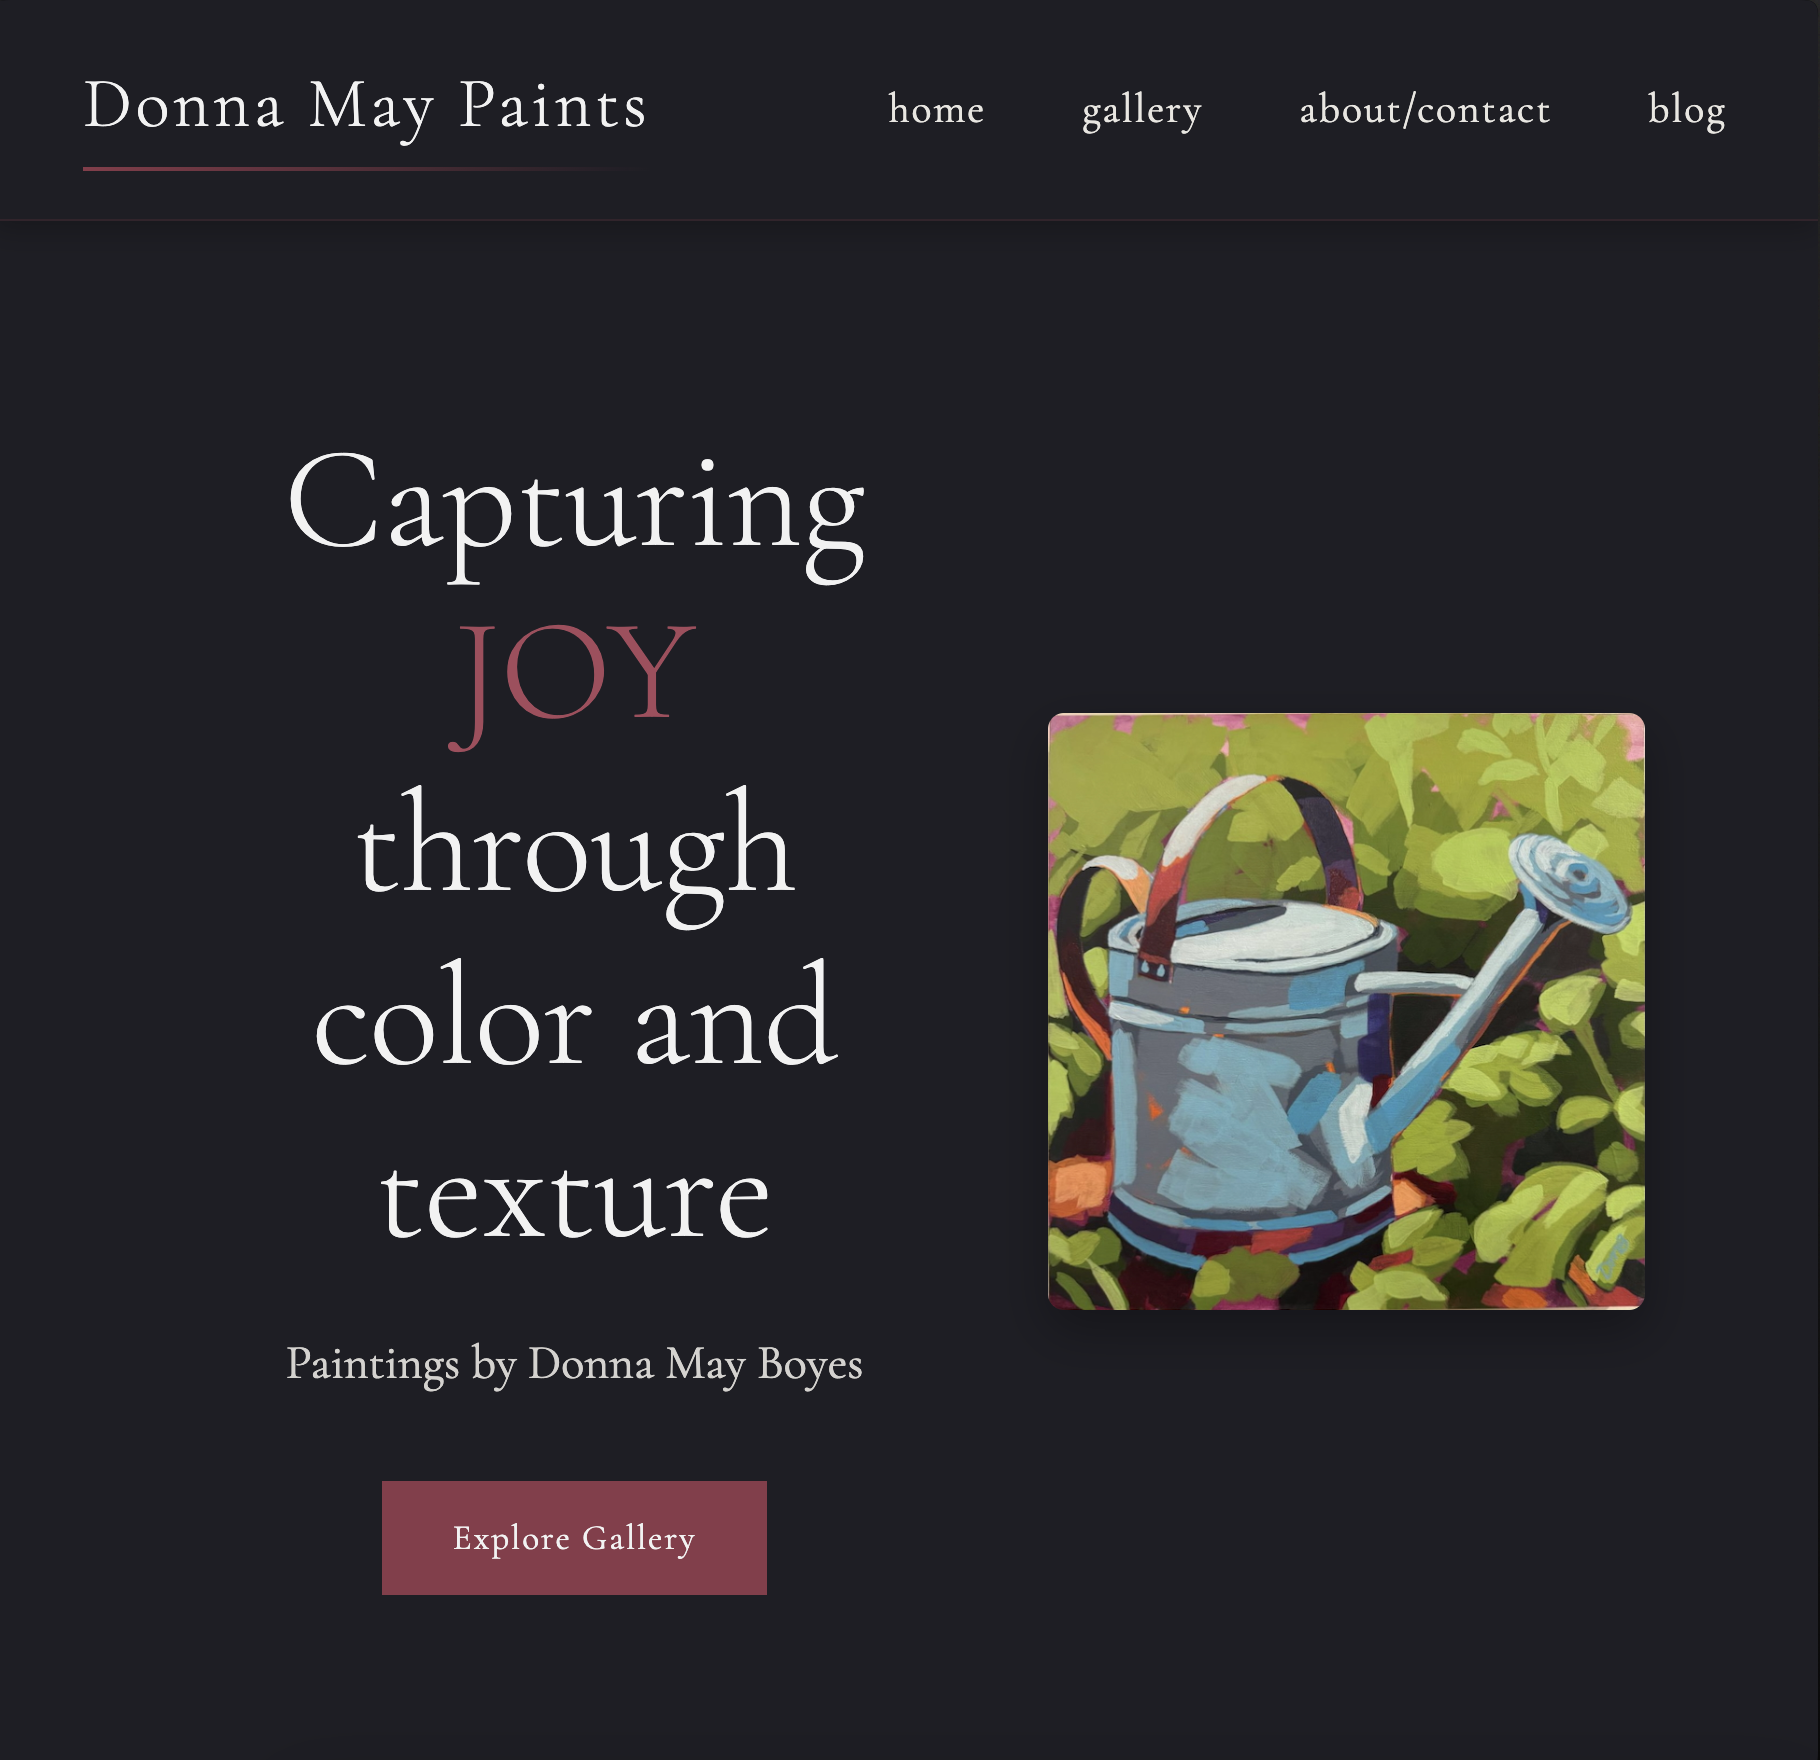 Donna May Paints
home gallery about/contact blog
Capturing
JOY
through
color and
texture
Paintings by Donna May Boyes
Explore Gallery